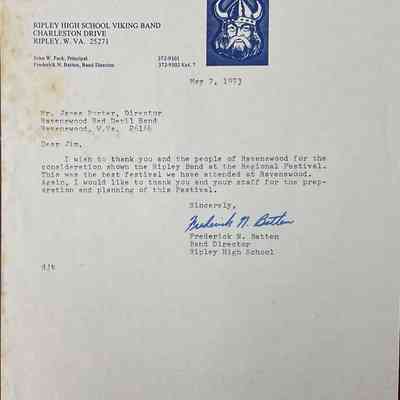 RIPLEY HIGH SCHOOL VIKING BAND
CHARLESTON DRIVE
RIPLEY, W. VA. 25271
John W. Pack, Principal 372-9161
Frederick N. Batten, Band Director 372-9302 Ext. 7
May 7, 1973
Mr. James Porter, Director
Ravenswood Red Devil Band
Ravenswood, W.Va. 26164
Dear Jim,
I wish to thank you and the people of Ravenswood for the
consideration shown the Ripley Band at the Regional Festival.
This was the best festival we have attended at Ravenswood.
Again, I would like to thank you and your staff for the prep-
eration and planning of this Festival.
Sincerely,
Frederick N. Batten
Frederick N. Batten
Band Director
Ripley High School
djt